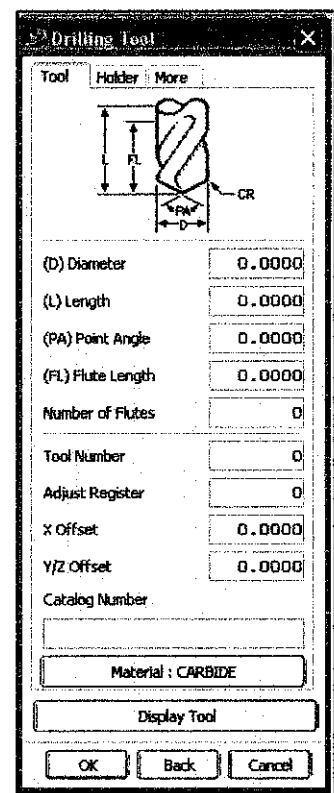 Drilling Tool
Tool Holder More
L FL
CR
PA
D
(D) Diameter 0.0000
(L) Length 0.0000
(PA) Point Angle 0.0000
(FL) Flute Length 0.0000
Number of Flutes 0
Tool Number 0
Adjust Register 0
X Offset 0.0000
Y/Z Offset 0.0000
Catalog Number
Material : CARBIDE
Display Tool
OK Back Cancel